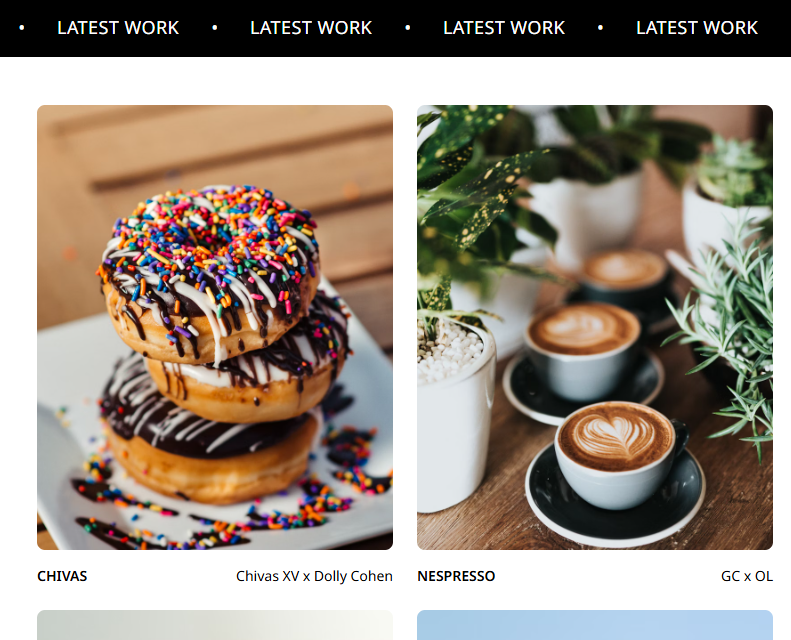 • LATEST WORK • LATEST WORK • LATEST WORK • LATEST WORK
CHIVAS Chivas XV x Dolly Cohen
NESPRESSO GC x OL